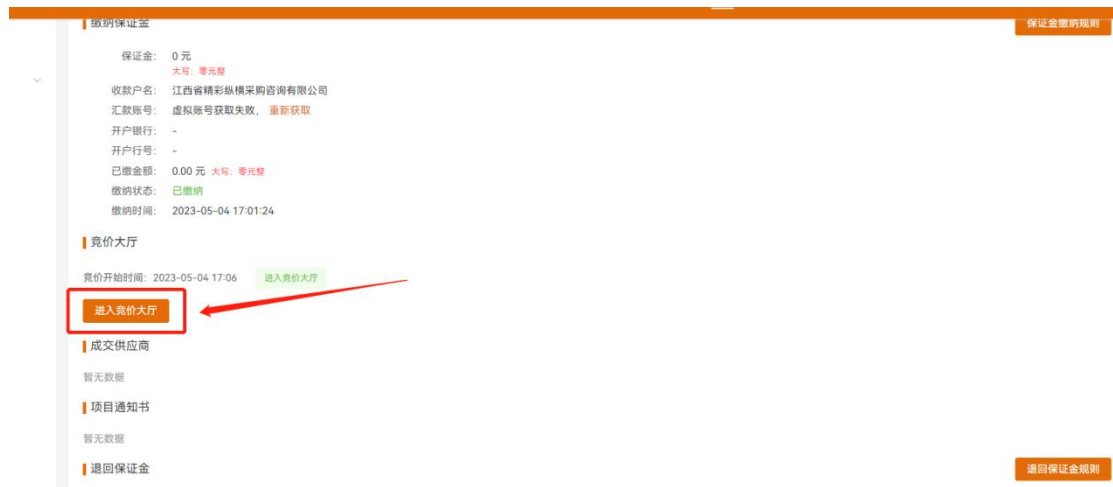 缴纳保证金
保证金缴纳规则
保证金: 0 元
大写: 零元整
收款户名: 江西省精彩纵横采购咨询有限公司
汇款账号: 虚拟账号获取失败, 重新获取
开户银行: -
开户行号: -
已缴金额: 0.00 元 大写: 零元整
缴纳状态: 已缴纳
缴纳时间: 2023-05-04 17:01:24
竞价大厅
竞价开始时间: 2023-05-04 17:06 进入竞价大厅
进入竞价大厅
成交供应商
暂无数据
项目通知书
暂无数据
退回保证金
退回保证金规则